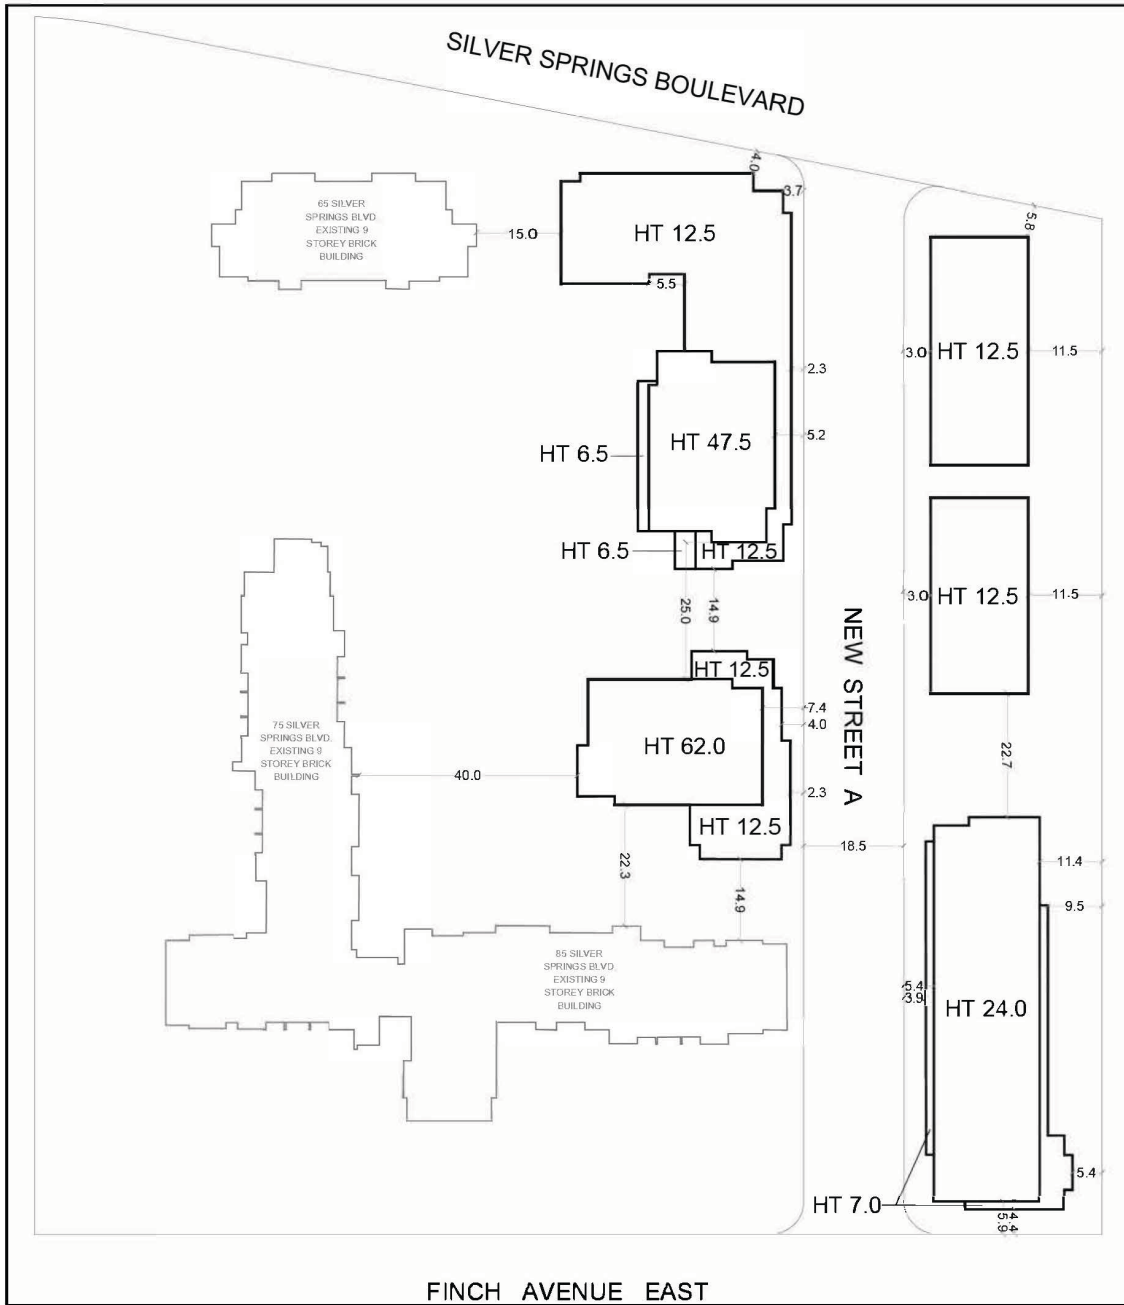 SILVER SPRINGS BOULEVARD
4.0
3.7
65 SILVER
SPRINGS BLVD.
EXISTING 9
STOREY BRICK
BUILDING
15.0
HT 12.5
5.8
5.5
3.0
HT 12.5
11.5
2.3
5.2
HT 47.5
HT 6.5
HT 6.5
HT 12.5
25.0
14.9
3.0
HT 12.5
11.5
NEW STREET A
HT 12.5
7.4
4.0
75 SILVER
SPRINGS BLVD.
EXISTING 9
STOREY BRICK
BUILDING
40.0
HT 62.0
22.7
2.3
HT 12.5
18.5
22.3
14.9
11.4
9.5
85 SILVER
SPRINGS BLVD.
EXISTING 9
STOREY BRICK
BUILDING
5.4
3.9
HT 24.0
5.4
HT 7.0
4.4
5.9
FINCH AVENUE EAST